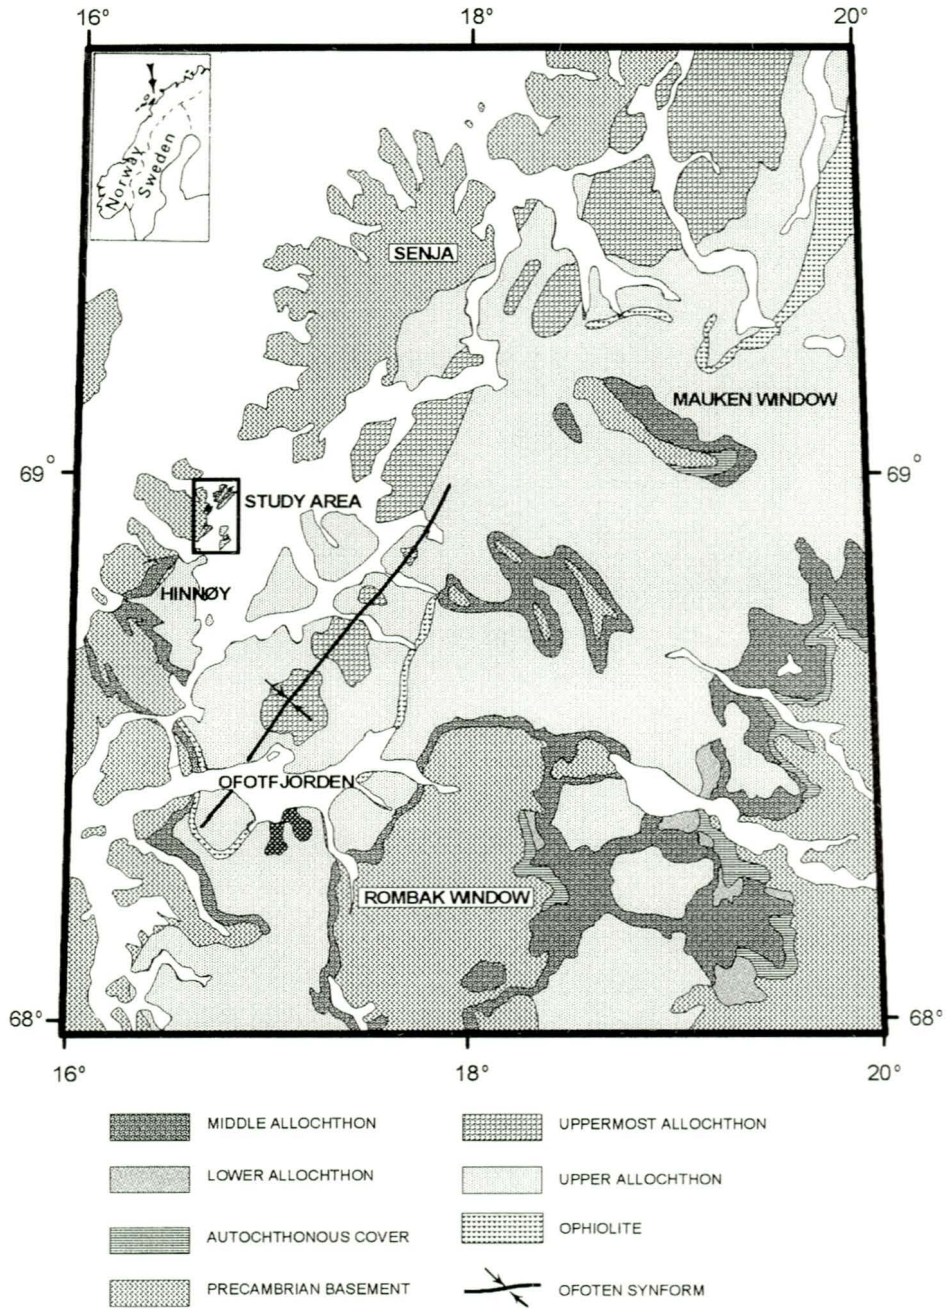 16°
18°
20°
Norway
Sweden
SENJA
MAUKEN WINDOW
69°
69°
STUDY AREA
HINNØY
OFOTFJORDEN
ROMBAK WINDOW
68°
68°
16°
18°
20°
MIDDLE ALLOCHTHON
UPPERMOST ALLOCHTHON
LOWER ALLOCHTHON
UPPER ALLOCHTHON
AUTOCHTHONOUS COVER
OPHIOLITE
PRECAMBRIAN BASEMENT
OFOTEN SYNFORM